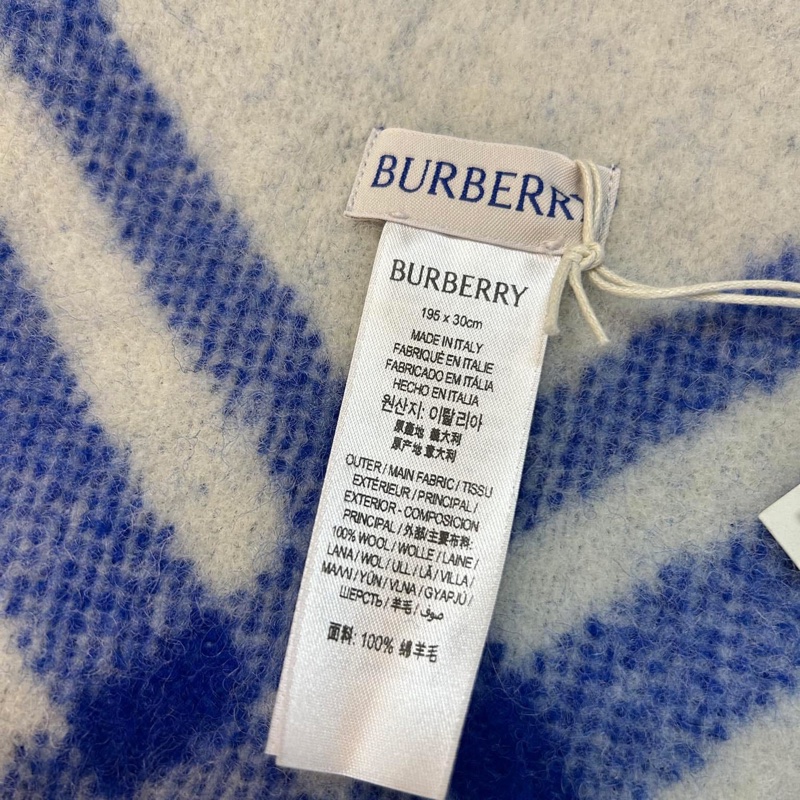 BURBERRY
BURBERRY
195 x 30cm
MADE IN ITALY
FABRIQUÉ EN ITALIE
FABRICADO EM ITÁLIA
HECHO EN ITALIA
원산지: 이탈리아
原產地 義大利
原产地 意大利
OUTER / MAIN FABRIC / TISSU
EXTÉRIEUR / PRINCIPAL /
EXTERIOR - COMPOSICION
PRINCIPAL / 外部/主要布料:
100% WOOL / WOLLE / LAINE /
LANA / WOL / ULL / LÃ / VILLA /
ΜΑΛΛΙ / YÜN / VLNA / GYAPJÚ /
ШЕРСТЬ / 羊毛 / صوف
面料: 100% 绵羊毛